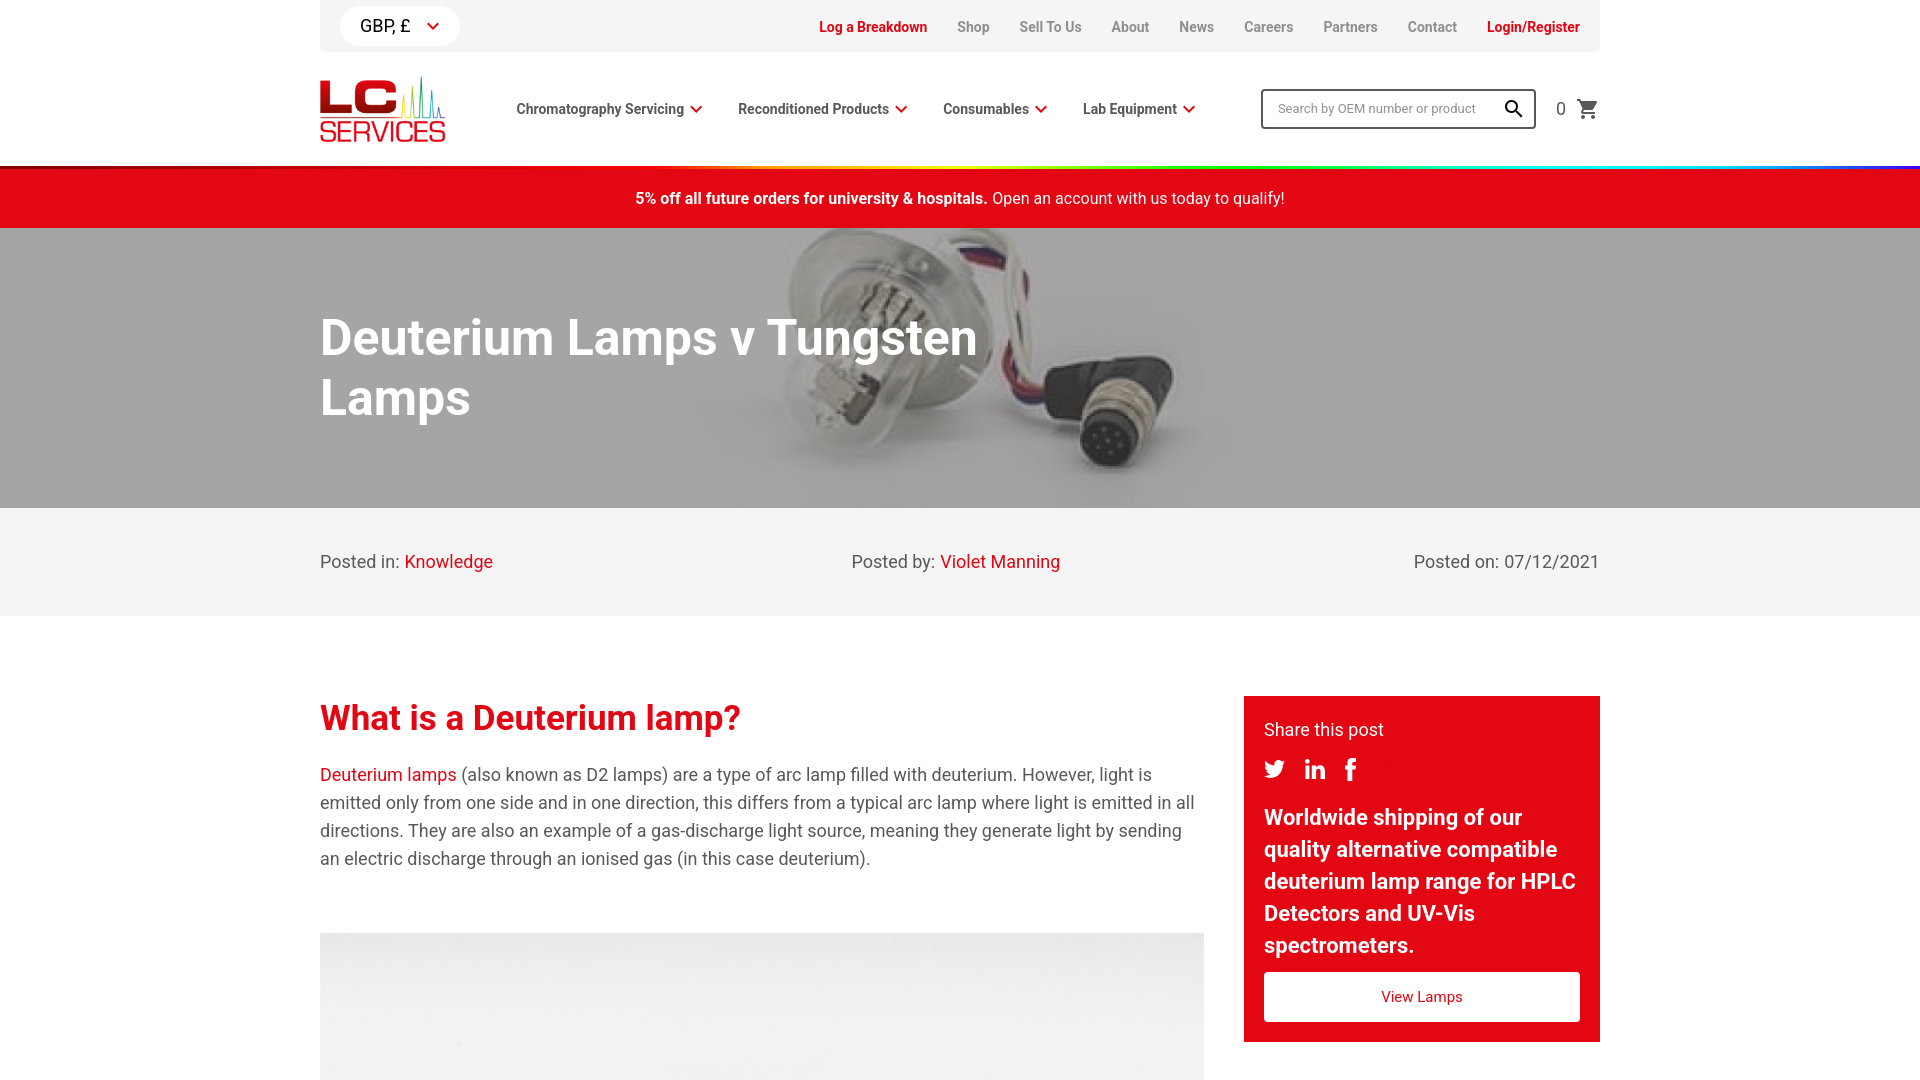 GBP, £
Log a Breakdown
Shop
Sell To Us
About
News
Careers
Partners
Contact
Login/Register
LC
SERVICES
Chromatography Servicing
Reconditioned Products
Consumables
Lab Equipment
Search by OEM number or product
0
5% off all future orders for university & hospitals. Open an account with us today to qualify!
Deuterium Lamps v Tungsten
Lamps
Posted in: Knowledge
Posted by: Violet Manning
Posted on: 07/12/2021
What is a Deuterium lamp?
Deuterium lamps (also known as D2 lamps) are a type of arc lamp filled with deuterium. However, light is
emitted only from one side and in one direction, this differs from a typical arc lamp where light is emitted in all
directions. They are also an example of a gas-discharge light source, meaning they generate light by sending
an electric discharge through an ionised gas (in this case deuterium).
Share this post
Worldwide shipping of our
quality alternative compatible
deuterium lamp range for HPLC
Detectors and UV-Vis
spectrometers.
View Lamps